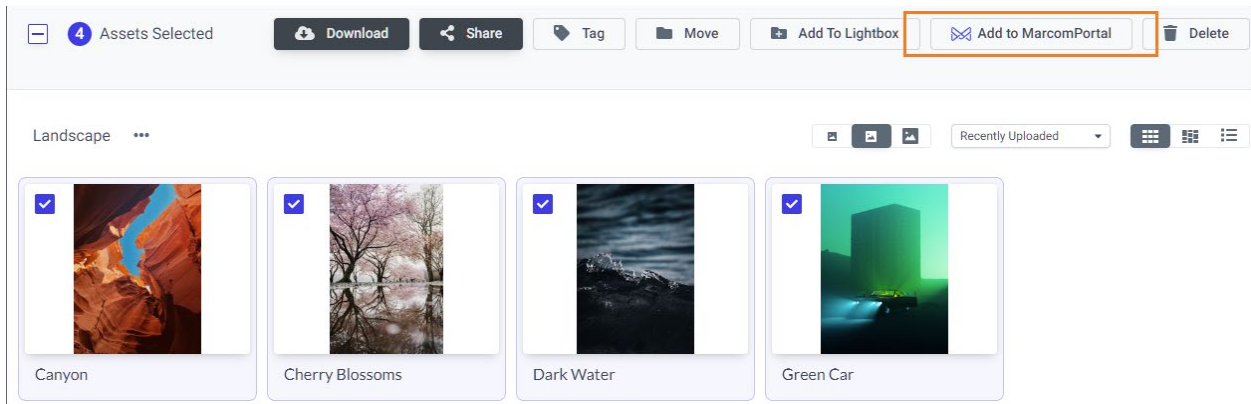 4 Assets Selected Download Share Tag Move Add To Lightbox Add to MarcomPortal Delete
Landscape ••• Recently Uploaded
Canyon Cherry Blossoms Dark Water Green Car